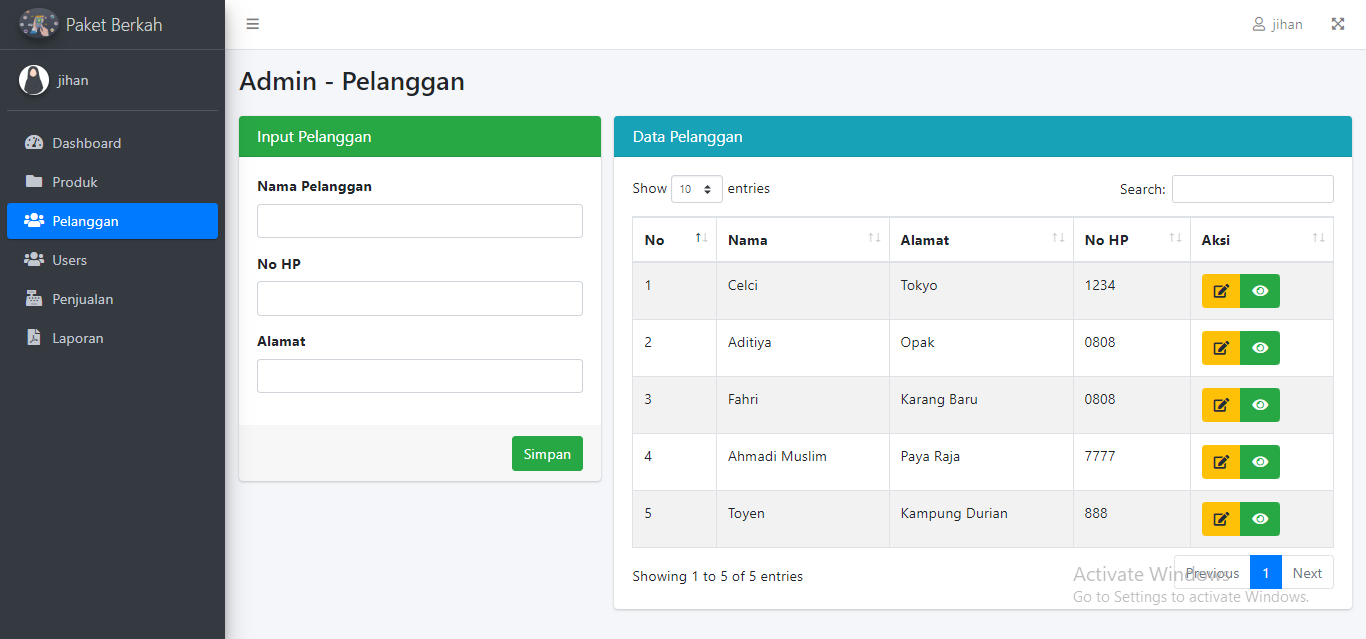 Paket Berkah
jihan
jihan
Dashboard
Produk
Pelanggan
Users
Penjualan
Laporan
Admin - Pelanggan
Input Pelanggan
Nama Pelanggan
No HP
Alamat
Simpan
Data Pelanggan
Show 10 entries Search:
No Nama Alamat No HP Aksi
1 Celci Tokyo 1234
2 Aditiya Opak 0808
3 Fahri Karang Baru 0808
4 Ahmadi Muslim Paya Raja 7777
5 Toyen Kampung Durian 888
Showing 1 to 5 of 5 entries Previous 1 Next
Activate Windows
Go to Settings to activate Windows.